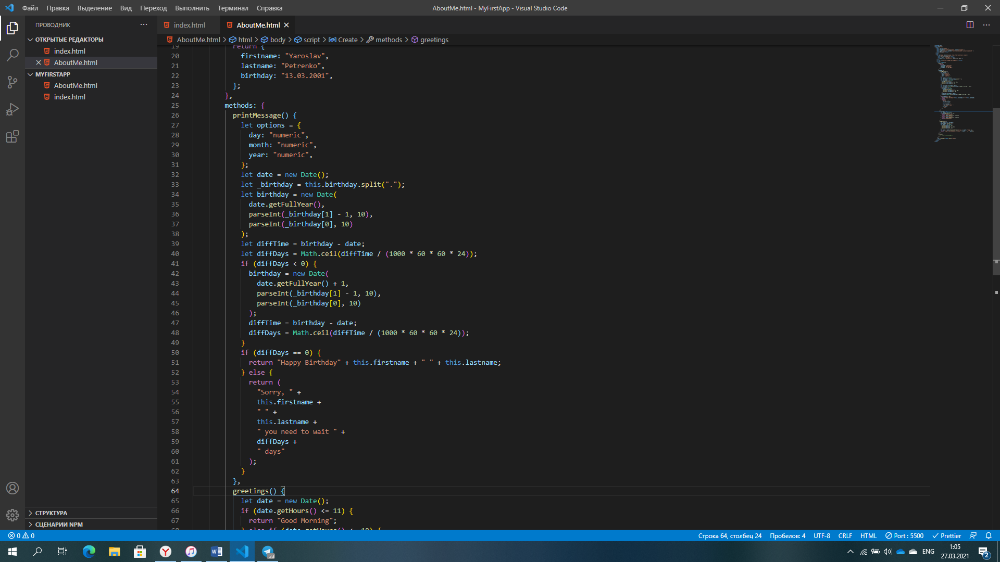 Файл Правка Выделение Вид Переход Выполнить Терминал Справка
AboutMe.html - MyFirstApp - Visual Studio Code
ПРОВОДНИК
ОТКРЫТЫЕ РЕДАКТОРЫ
index.html
AboutMe.html
MYFIRSTAPP
AboutMe.html
index.html
СТРУКТУРА
СЦЕНАРИИ NPM
index.html AboutMe.html
AboutMe.html > html > body > script > Create > methods > greetings
19 return {
20 firstname: "Yaroslav",
21 lastname: "Petrenko",
22 birthday: "13.03.2001",
23 };
24 },
25 methods: {
26 printMessage() {
27 let options = {
28 day: "numeric",
29 month: "numeric",
30 year: "numeric",
31 };
32 let date = new Date();
33 let _birthday = this.birthday.split(".");
34 let birthday = new Date(
35 date.getFullYear(),
36 parseInt(_birthday[1] - 1, 10),
37 parseInt(_birthday[0], 10)
38 );
39 let diffTime = birthday - date;
40 let diffDays = Math.ceil(diffTime / (1000 * 60 * 60 * 24));
41 if (diffDays < 0) {
42 birthday = new Date(
43 date.getFullYear() + 1,
44 parseInt(_birthday[1] - 1, 10),
45 parseInt(_birthday[0], 10)
46 );
47 diffTime = birthday - date;
48 diffDays = Math.ceil(diffTime / (1000 * 60 * 60 * 24));
49 }
50 if (diffDays == 0) {
51 return "Happy Birthday" + this.firstname + " " + this.lastname;
52 } else {
53 return (
54 "Sorry, " +
55 this.firstname +
56 " " +
57 this.lastname +
58 " you need to wait " +
59 diffDays +
60 " days"
61 );
62 }
63 },
64 greetings() {
65 let date = new Date();
66 if (date.getHours() <= 11) {
67 return "Good Morning";
0 0 Строка 64, столбец 24 Пробелов: 4 UTF-8 CRLF HTML Port : 5500 Prettier
33 ENG 1:05
27.03.2021 2